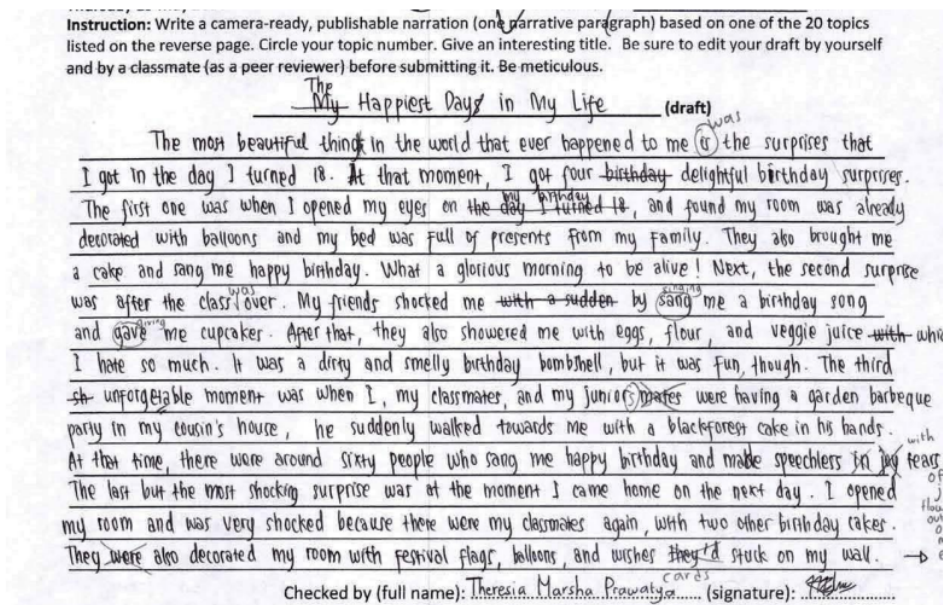 Instruction: Write a camera-ready, publishable narration (one narrative paragraph) based on one of the 20 topics
listed on the reverse page. Circle your topic number. Give an interesting title. Be sure to edit your draft by yourself
and by a classmate (as a peer reviewer) before submitting it. Be meticulous.
The
My Happiest Days in My Life (draft)
was
The most beautiful thing in the world that ever happened to me is the surprises that
I got in the day I turned 18. At that moment, I got four birthday delightful birthday surprises.
my birthday
The first one was when I opened my eyes on the day I turned 18, and found my room was already
decorated with balloons and my bed was full of presents from my family. They also brought me
a cake and sang me happy birthday. What a glorious morning to be alive! Next, the second surprise
was singing
was after the class over. My friends shocked me with a sudden by sang me a birthday song
giving
and gave me cupcakes. After that, they also showered me with eggs, flour, and veggie juice with
I hate so much. It was a dirty and smelly birthday bombshell, but it was fun, though. The third
sh unforgetable moment was when I, my classmates, and my juniors mates were having a garden barbeque
party in my cousin's house, he suddenly walked towards me with a blackforest cake in his hands.
with
At that time, there were around sixty people who sang me happy birthday and made speechlers in my tears
of
The last but the most shocking surprise was at the moment I came home on the next day. I opened
my room and was very shocked because there were my classmates again, with two other birthday cakes.
They were also decorated my room with festival flags, balloons, and wishes they'd stuck on my wall.
cards
Checked by (full name): Theresia Marsha Prawatya (signature):